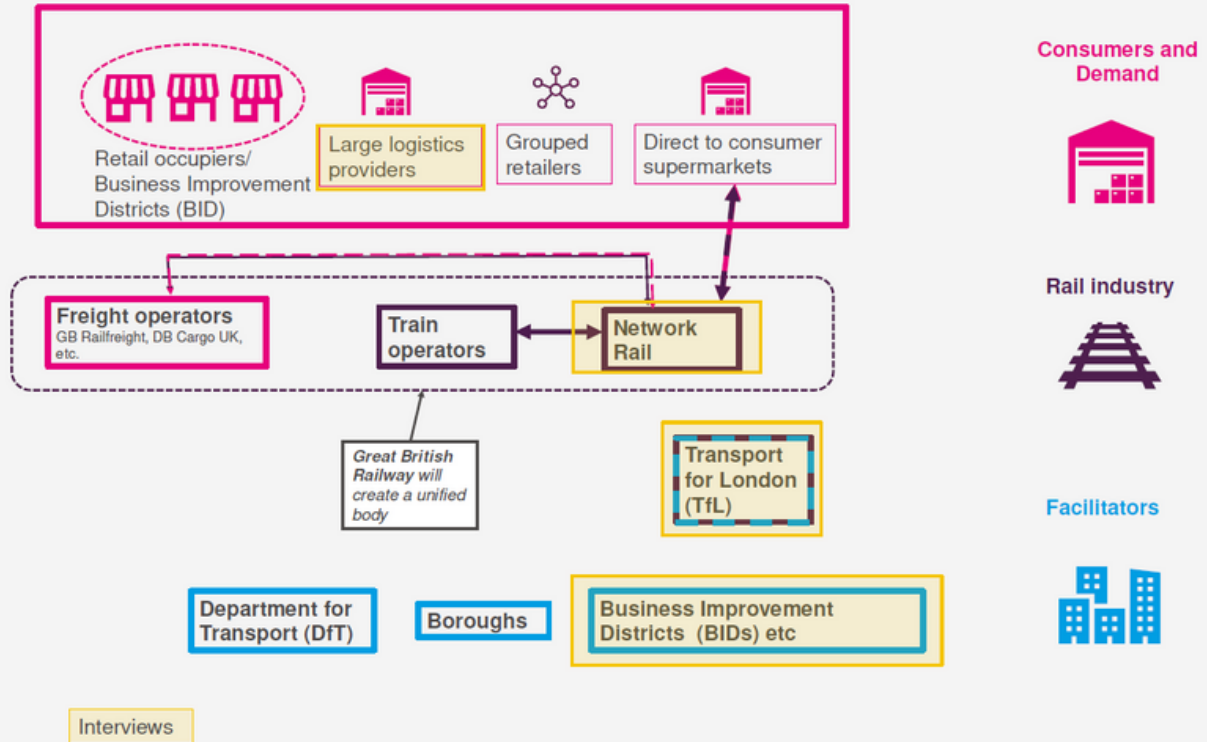 Consumers and
Demand
Retail occupiers/
Business Improvement
Districts (BID)
Large logistics
providers
Grouped
retailers
Direct to consumer
supermarkets
Rail industry
Freight operators
GB Railfreight, DB Cargo UK,
etc.
Train
operators
Network
Rail
Great British
Railway will
create a unified
body
Transport
for London
(TfL)
Facilitators
Department for
Transport (DfT)
Boroughs
Business Improvement
Districts (BIDs) etc
Interviews